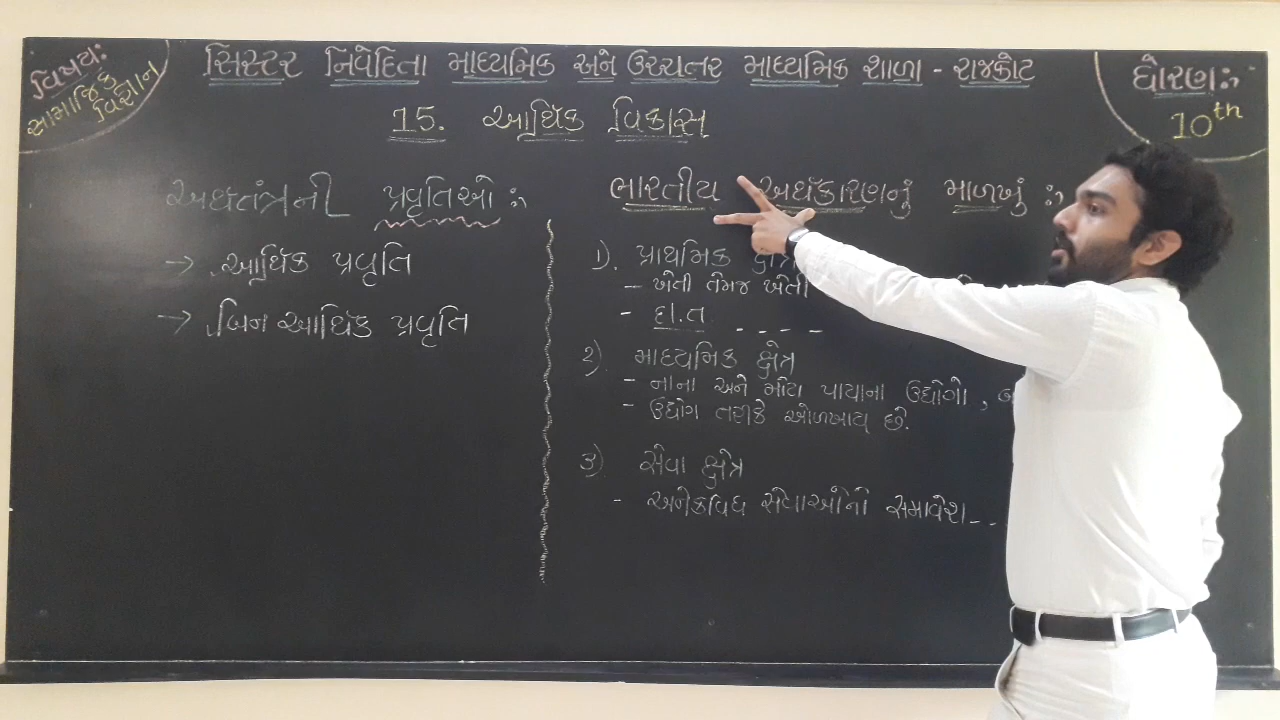 વિષય:
સામાજિક વિજ્ઞાન
સિસ્ટર નિવેદિતા માધ્યમિક અને ઉચ્ચતર માધ્યમિક શાળા - રાજકોટ
ધોરણ:
10th
15. આર્થિક વિકાસ
અર્થતંત્રની પ્રવૃતિઓ :
→ આર્થિક પ્રવૃતિ
→ બિન આર્થિક પ્રવૃતિ
ભારતીય અર્થકારણનું માળખું :
1). પ્રાથમિક ક્ષેત્ર
– ખેતી તેમજ ખેતી
- દા.ત. - - - -
૨) માધ્યમિક ક્ષેત્ર
- નાના અને મોટા પાયાના ઉદ્યોગો ,
- ઉદ્યોગ તરીકે ઓળખાય છે.
૩) સેવા ક્ષેત્ર
- અનેકવિધ સેવાઓનો સમાવેશ - -